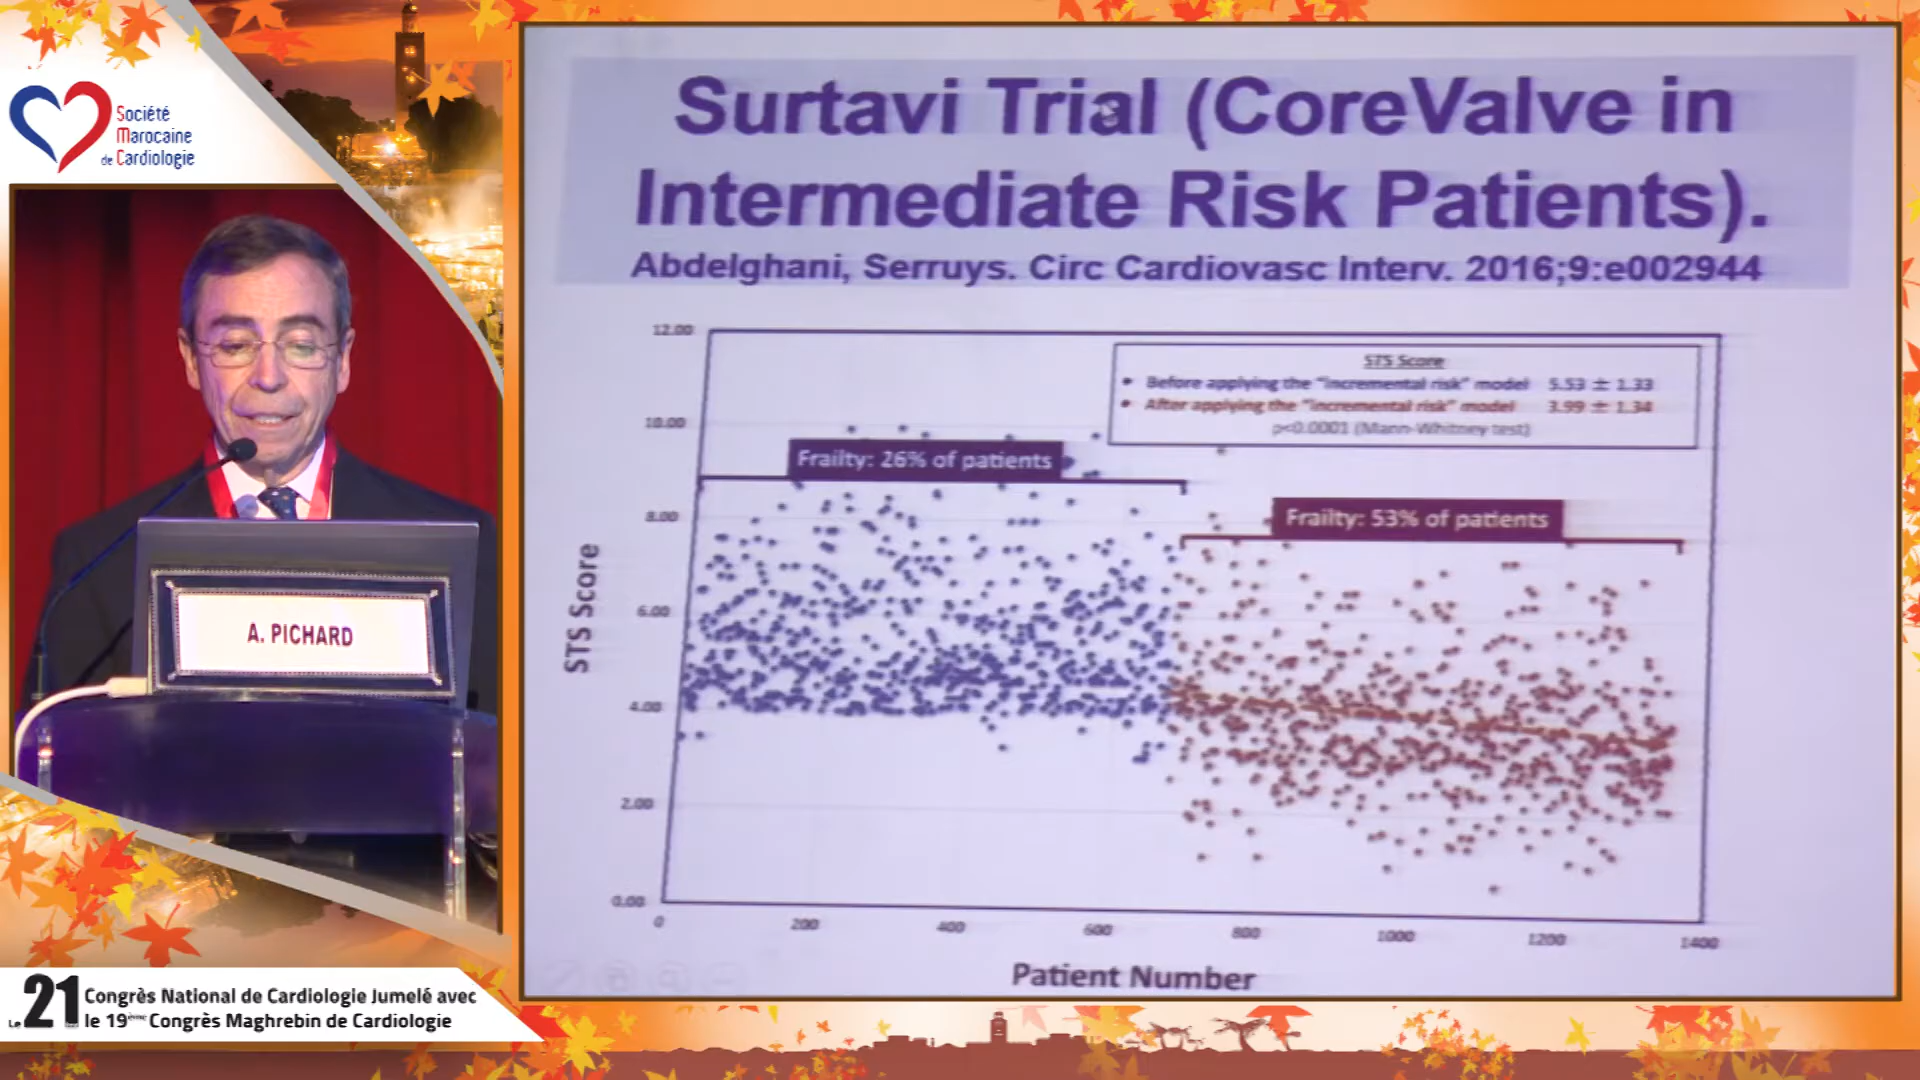 Société
Marocaine
de Cardiologie
A. PICHARD
Le 21 Congrès National de Cardiologie Jumelé avec
le 19ème Congrès Maghrebin de Cardiologie
Surtavi Trial (CoreValve in
Intermediate Risk Patients).
Abdelghani, Serruys. Circ Cardiovasc Interv. 2016;9:e002944
STS Score
• Before applying the "incremental risk" model 5.53 ± 1.33
• After applying the "incremental risk" model 3.99 ± 1.34
p<0.0001 (Mann-Whitney test)
Frailty: 26% of patients
Frailty: 53% of patients
STS Score
12.00
10.00
8.00
6.00
4.00
2.00
0.00
0 200 400 600 800 1000 1200 1400
Patient Number